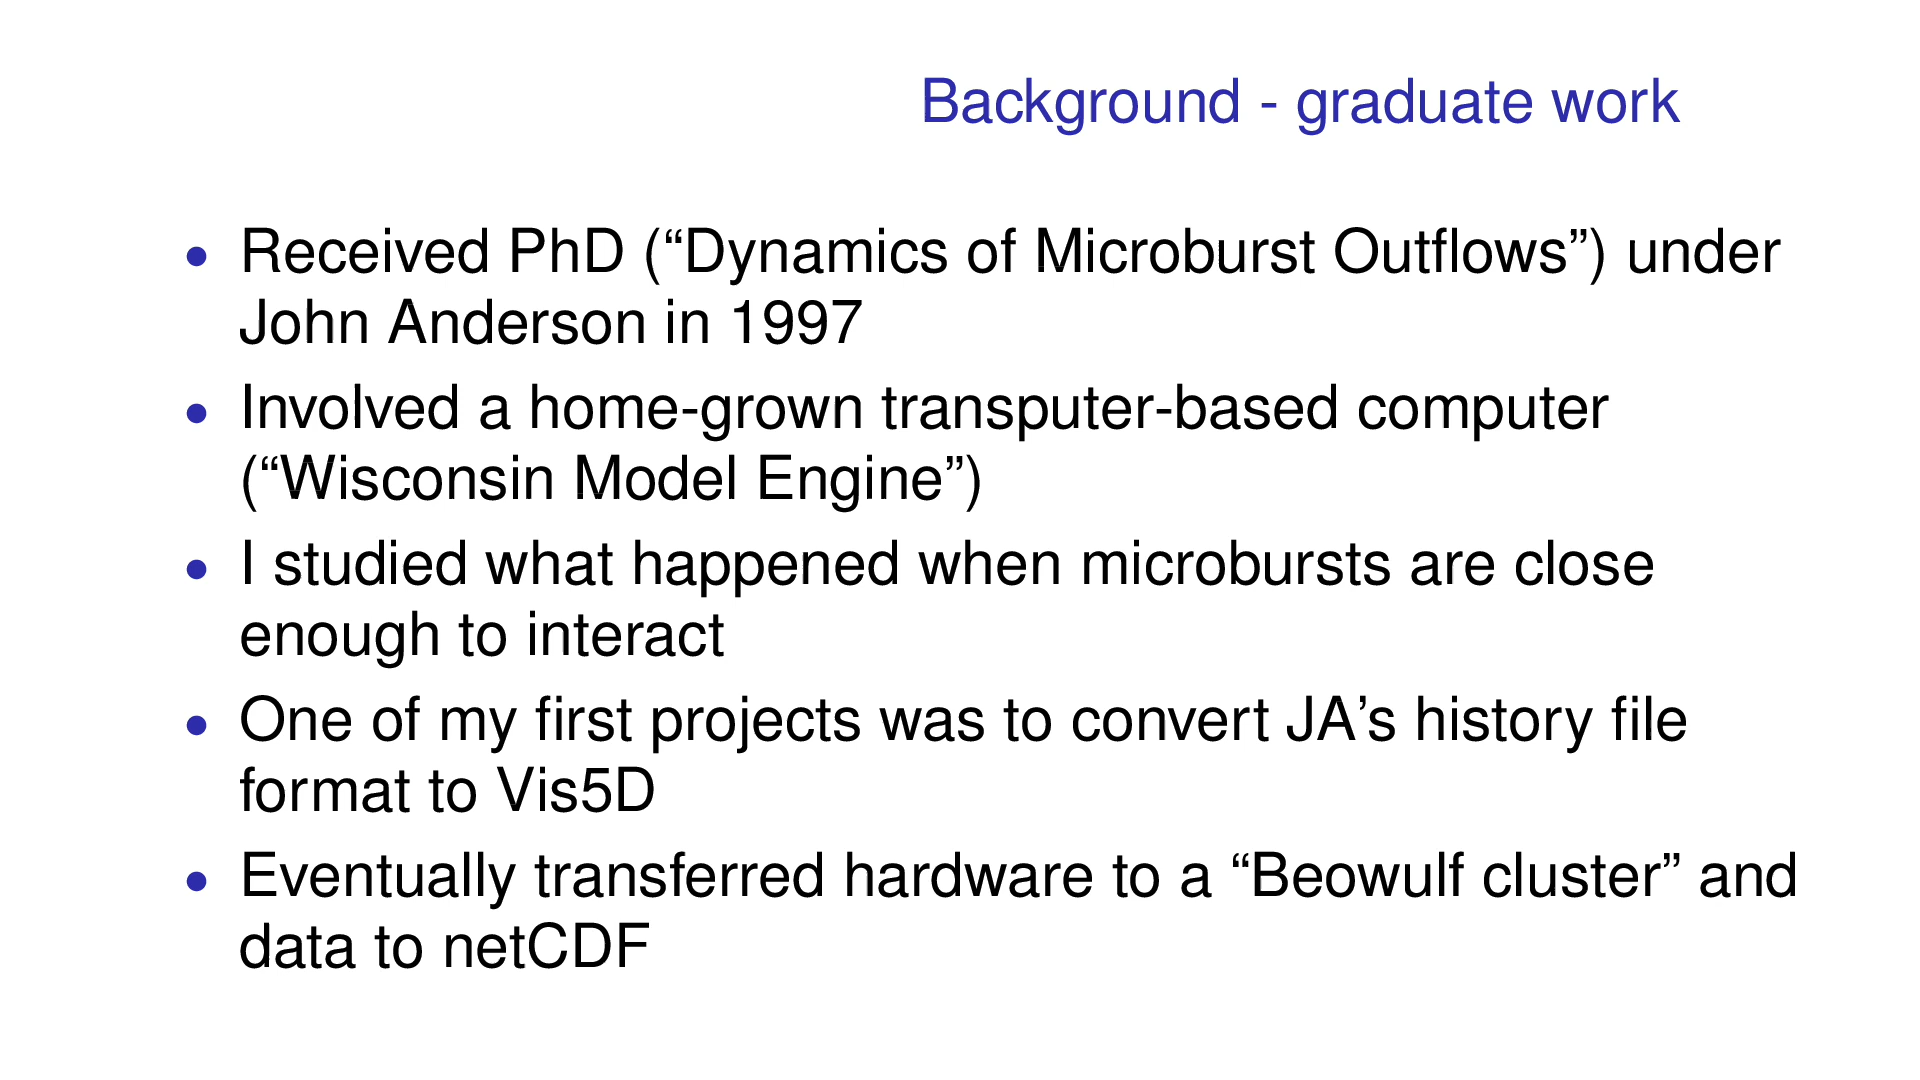 Background - graduate work
• Received PhD (“Dynamics of Microburst Outflows”) under
John Anderson in 1997
• Involved a home-grown transputer-based computer
(“Wisconsin Model Engine”)
• I studied what happened when microbursts are close
enough to interact
• One of my first projects was to convert JA’s history file
format to Vis5D
• Eventually transferred hardware to a “Beowulf cluster” and
data to netCDF